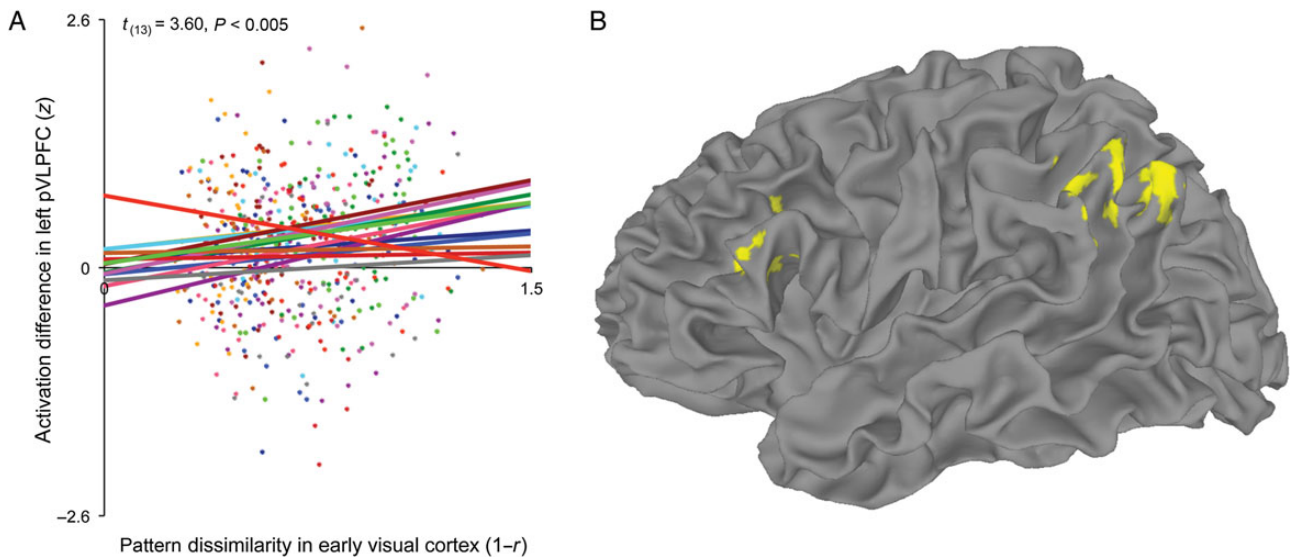 A
B
2.6
t(13) = 3.60, P < 0.005
Activation difference in left pVLPFC (z)
0
0
1.5
−2.6
Pattern dissimilarity in early visual cortex (1–r)